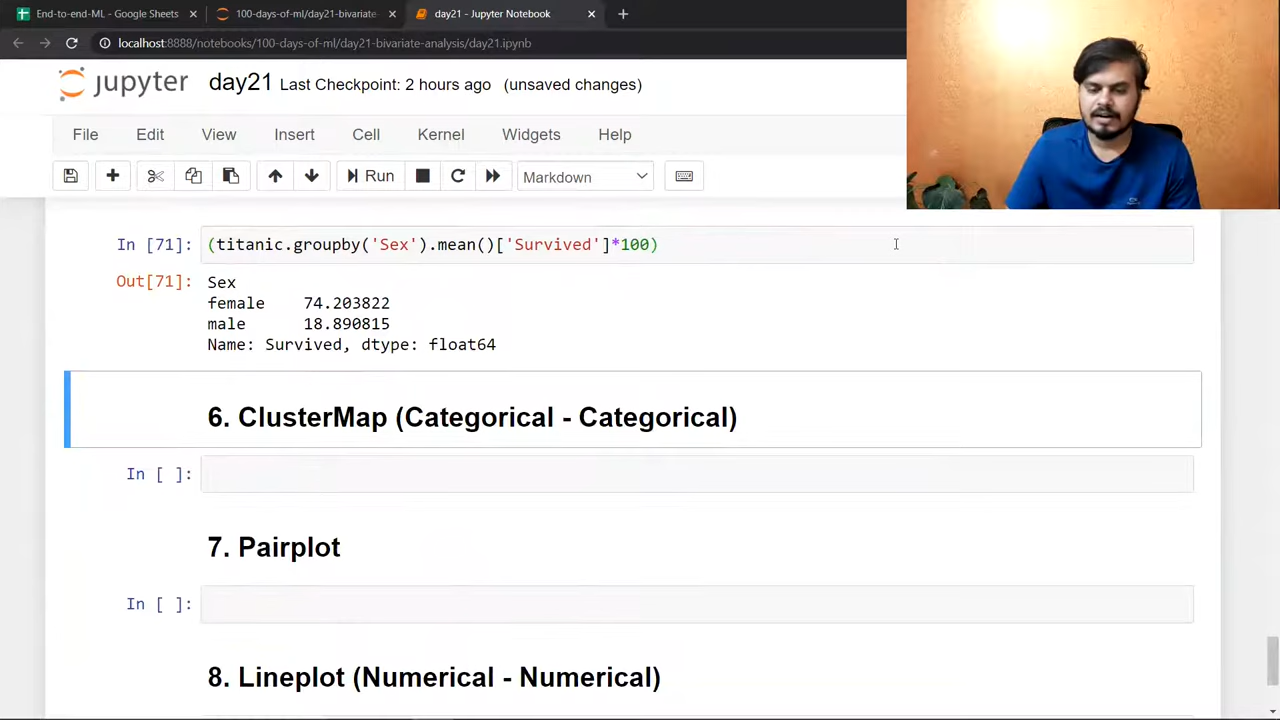 End-to-end-ML - Google Sheets
100-days-of-ml/day21-bivariate-
day21 - Jupyter Notebook
localhost:8888/notebooks/100-days-of-ml/day21-bivariate-analysis/day21.ipynb
jupyter day21 Last Checkpoint: 2 hours ago (unsaved changes)
File Edit View Insert Cell Kernel Widgets Help
Run Markdown
In [71]: (titanic.groupby('Sex').mean()['Survived']*100)
Out[71]: Sex
female 74.203822
male 18.890815
Name: Survived, dtype: float64
6. ClusterMap (Categorical - Categorical)
In [ ]:
7. Pairplot
In [ ]:
8. Lineplot (Numerical - Numerical)